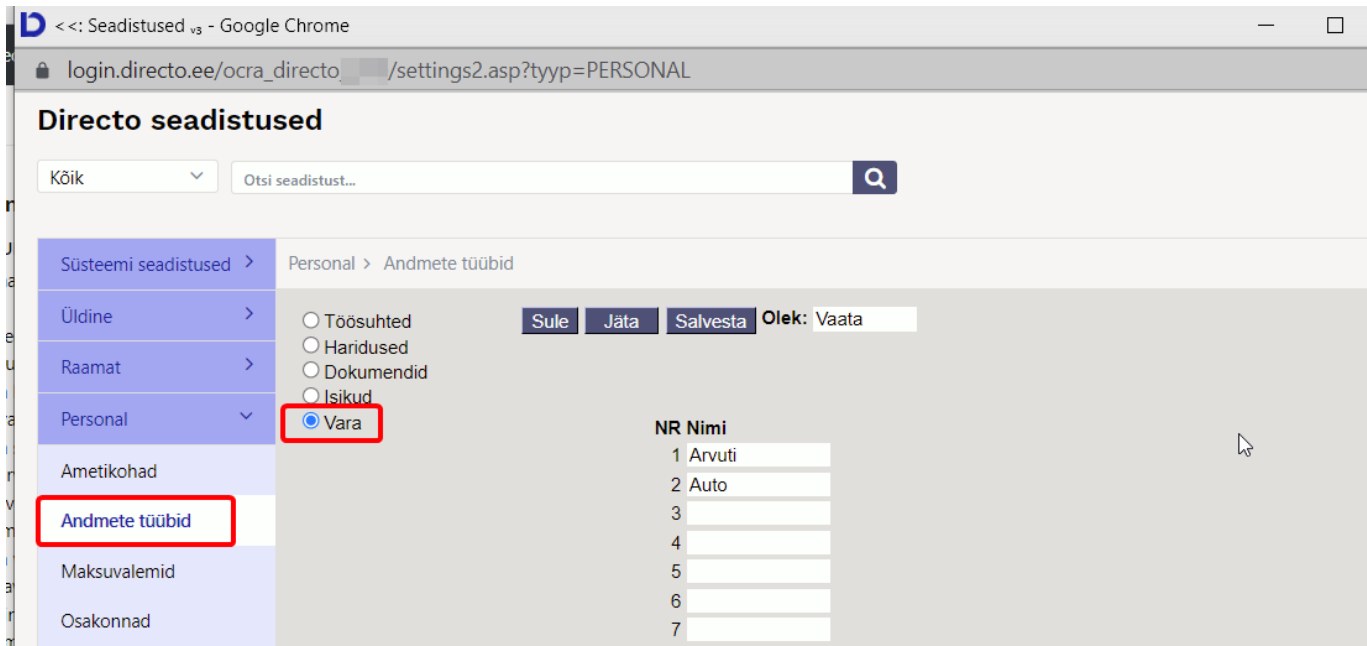 <<: Seadistused v3 - Google Chrome
login.directo.ee/ocra_directo_ /settings2.asp?tyyp=PERSONAL
Directo seadistused
Kõik
Otsi seadistust...
Süsteemi seadistused
Üldine
Raamat
Personal
Ametikohad
Andmete tüübid
Maksuvalemid
Osakonnad
Personal > Andmete tüübid
Töösuhted
Haridused
Dokumendid
Isikud
Vara
Sule Jäta Salvesta Olek: Vaata
NR Nimi
1 Arvuti
2 Auto
3
4
5
6
7